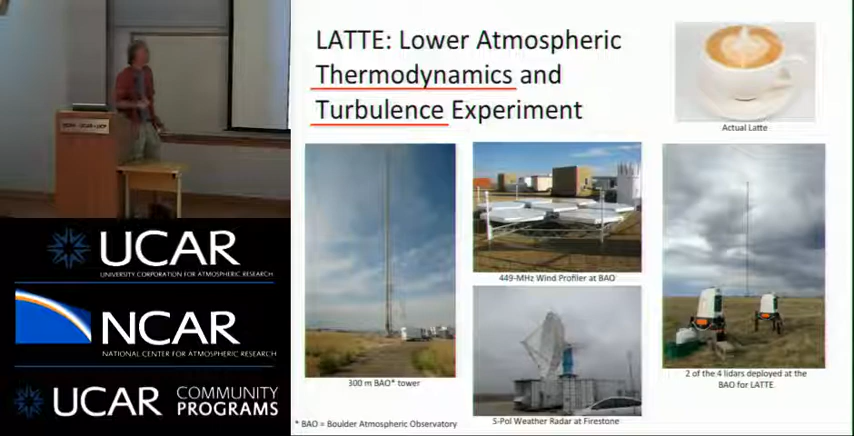 LATTE: Lower Atmospheric
Thermodynamics and
Turbulence Experiment
Actual Latte
449-MHz Wind Profiler at BAO
300 m BAO* tower
2 of the 4 lidars deployed at the
BAO for LATTE
S-Pol Weather Radar at Firestone
* BAO = Boulder Atmospheric Observatory
UCAR
UNIVERSITY CORPORATION FOR ATMOSPHERIC RESEARCH
NCAR
NATIONAL CENTER FOR ATMOSPHERIC RESEARCH
UCAR COMMUNITY
PROGRAMS